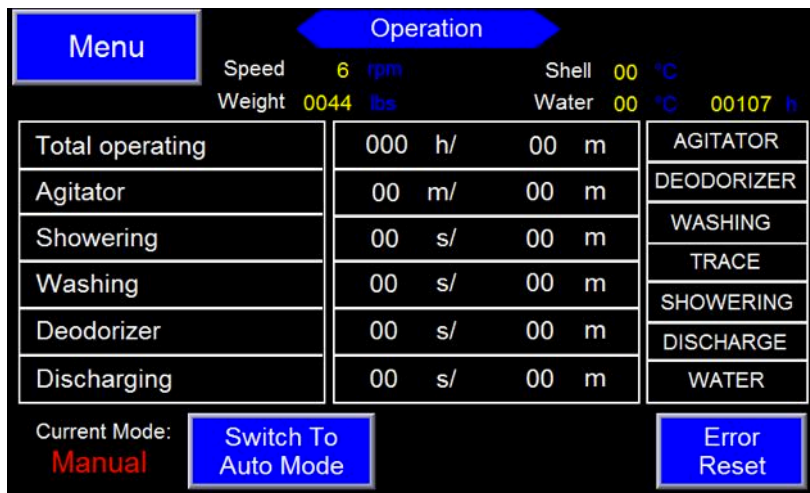 Menu
Operation
Speed 6 rpm Shell 00 °C
Weight 0044 lbs Water 00 °C 00107 h
Total operating 000 h/ 00 m AGITATOR
Agitator 00 m/ 00 m DEODORIZER
Showering 00 s/ 00 m WASHING
TRACE
Washing 00 s/ 00 m SHOWERING
Deodorizer 00 s/ 00 m DISCHARGE
Discharging 00 s/ 00 m WATER
Current Mode:
Manual
Switch To
Auto Mode
Error
Reset